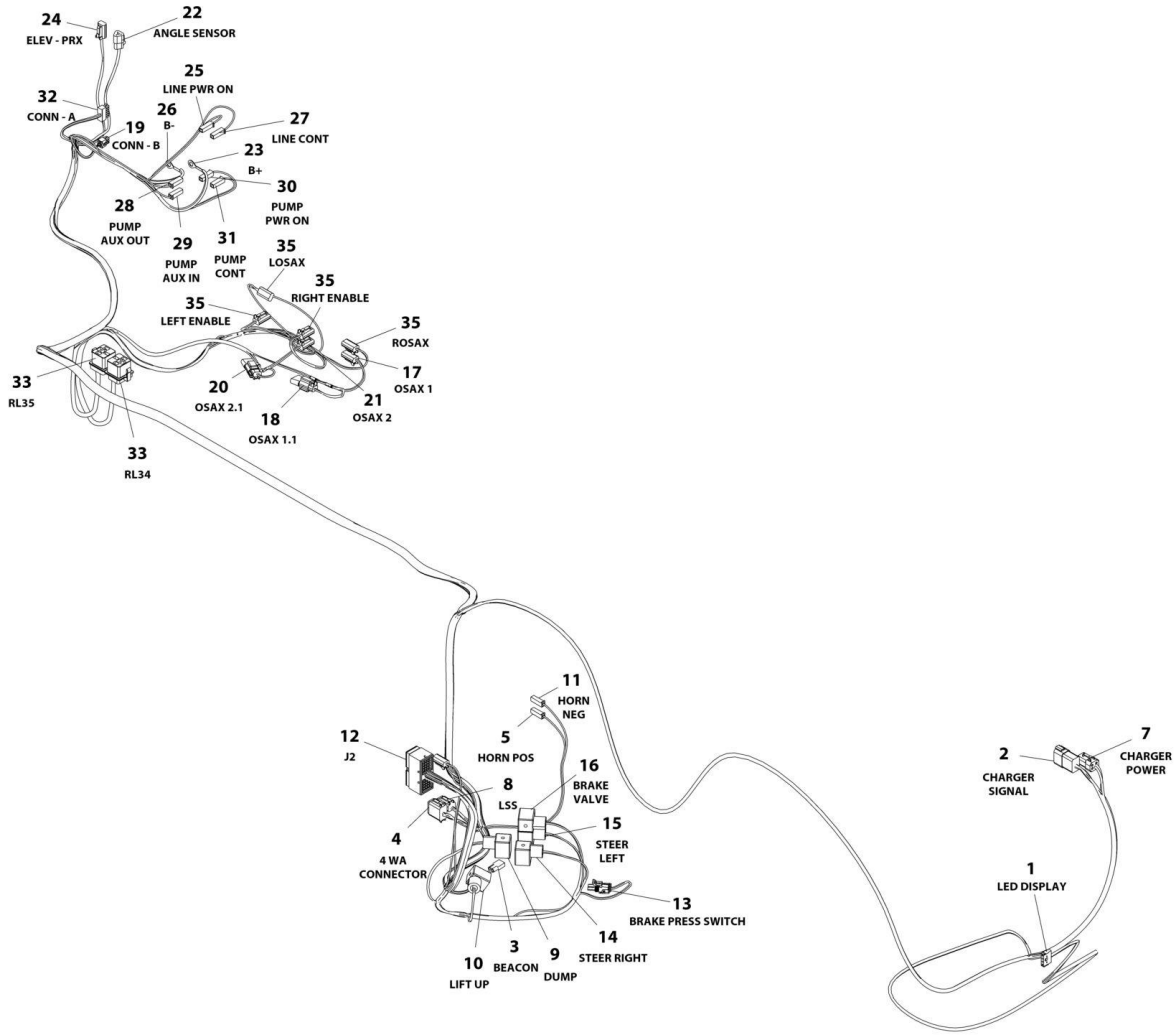 24
ELEV - PRX
22
ANGLE SENSOR
25
LINE PWR ON
32
CONN - A
26
B-
27
LINE CONT
19
CONN - B
23
B+
28
PUMP
AUX OUT
30
PUMP
PWR ON
29
PUMP
AUX IN
31
PUMP
CONT
35
LOSAX
35
RIGHT ENABLE
35
LEFT ENABLE
35
ROSAX
33
RL35
20
OSAX 2.1
18
OSAX 1.1
21
OSAX 2
17
OSAX 1
33
RL34
11
HORN
NEG
5
HORN POS
12
J2
8
LSS
16
BRAKE
VALVE
2
CHARGER
SIGNAL
7
CHARGER
POWER
4
4 WA
CONNECTOR
15
STEER
LEFT
1
LED DISPLAY
13
BRAKE PRESS SWITCH
10
LIFT UP
3
BEACON
9
DUMP
14
STEER RIGHT